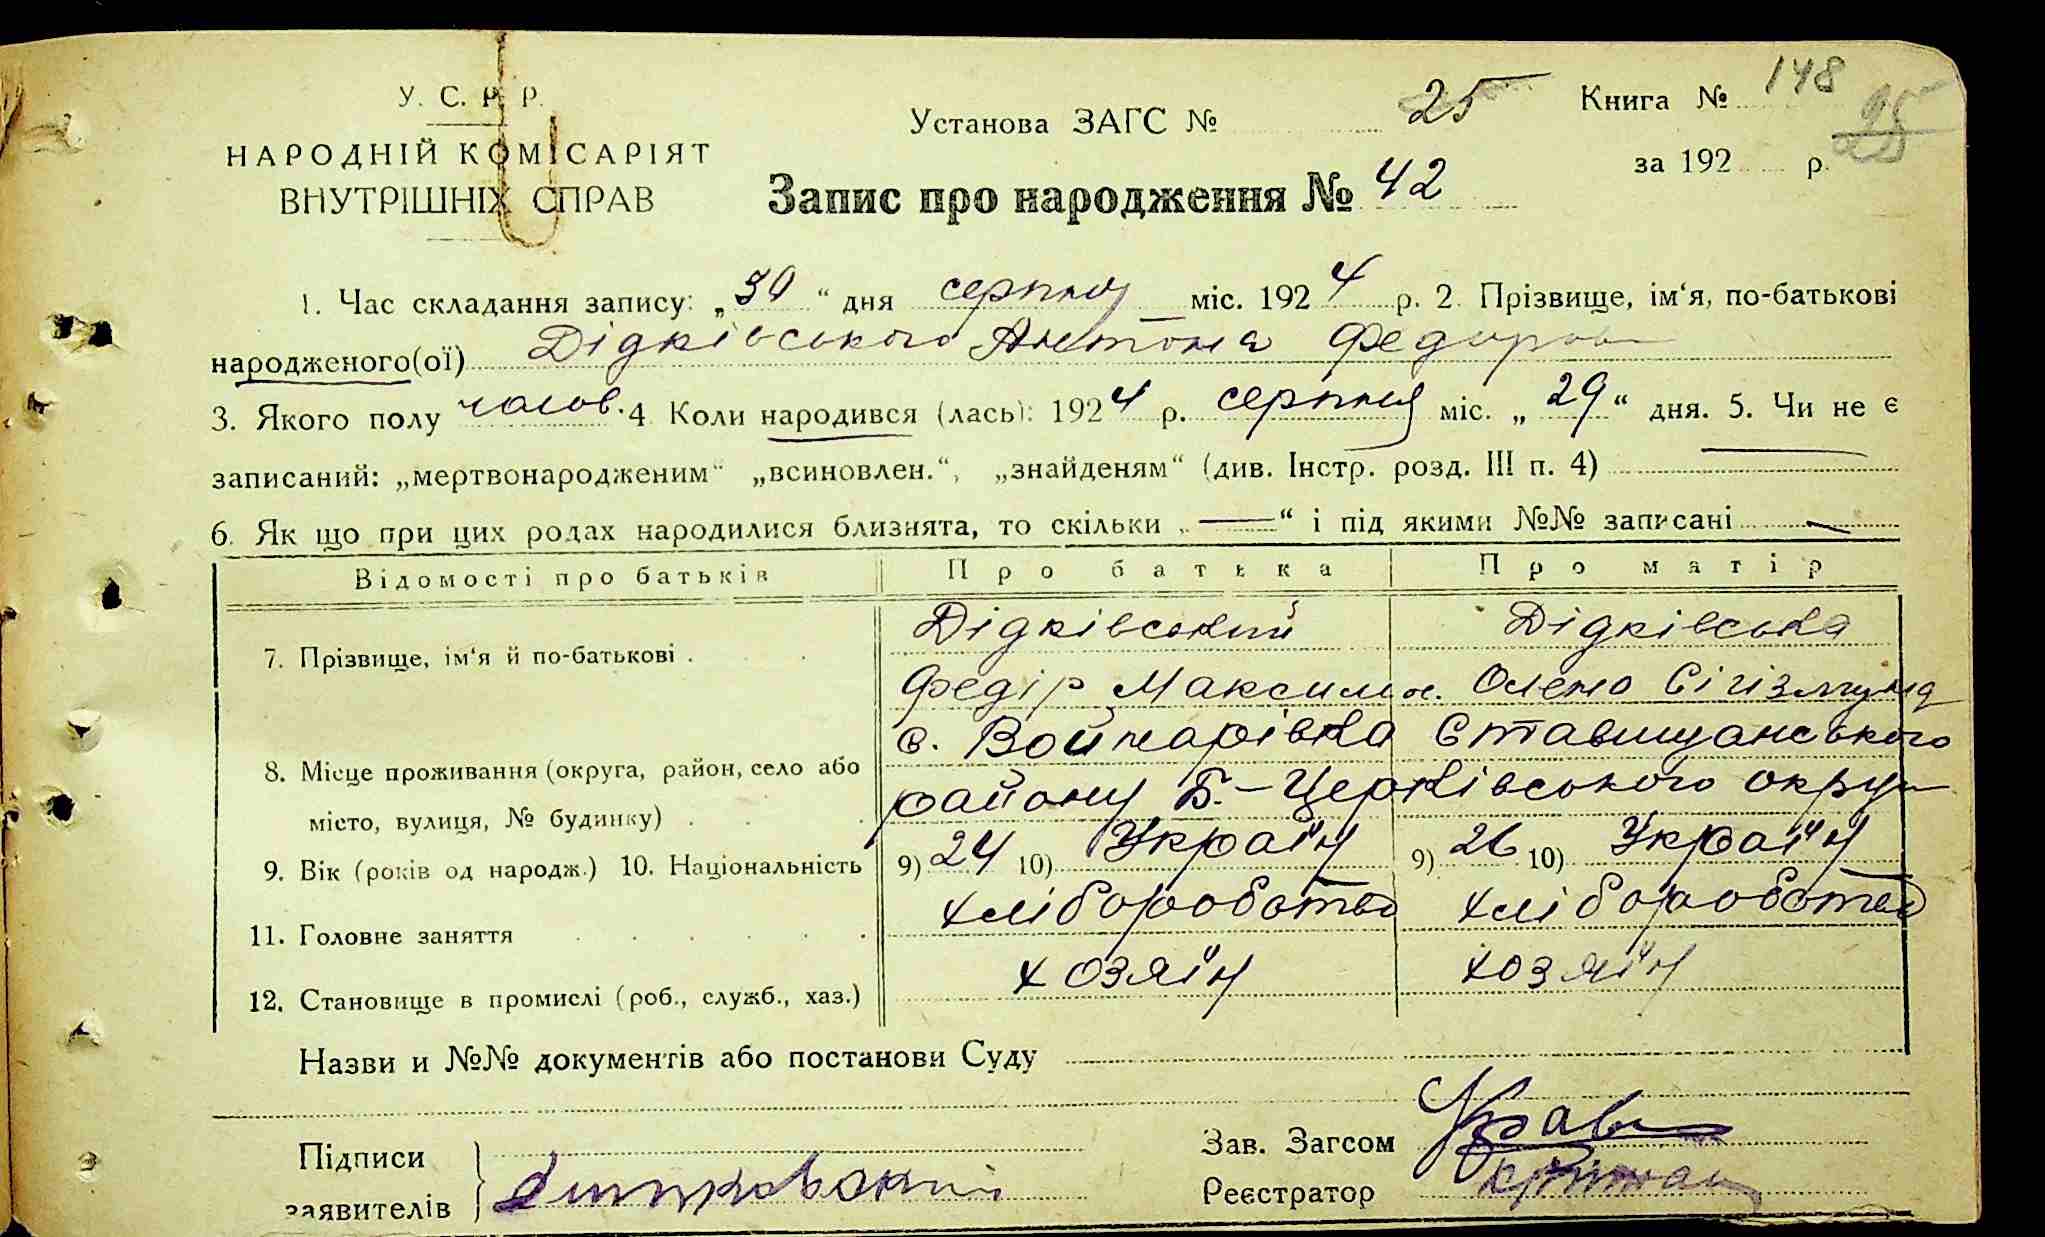 У. С. Р. Р.
НАРОДНІЙ КОМІСАРІЯТ
ВНУТРІШНІХ СПРАВ
Установа ЗАГС № 25
Книга № 148
25
за 192 р.
Запис про народження № 42
1. Час складання запису: „30“ дня серпня міс. 1924 р. 2. Прізвище, ім‘я, по-батькові
народженого(ої) Дідківського Антона Федоров
3. Якого полу чолов. 4 Коли народився (лась): 1924 р. серпня міс. „29“ дня. 5. Чи не є
записаний: „мертвонародженим“ „всиновлен.“, „знайденям“ (див. Інстр. розд. III п. 4)
6. Як що при цих родах народилися близнята, то скільки „—“ і під якими №№ записані —
Відомості про батьків Про батька Про матір
7. Прізвище, ім‘я й по-батькові . Дідківський Дідківська
Федір Максимов. Олена Сігізмунд
с. Войнарівка Ставищанського
8. Місце проживання (округа, район, село або
району Б.-Церківського округу
місто, вулиця, № будинку)
9. Вік (років од народж.) 10. Національність 9) 24 10) Україн 9) 26 10) Україн
11. Головне заняття хліборобство хліборобство
12. Становище в промислі (роб., служб., хаз.) хозяїн хозяїн
Назви и №№ документів або постанови Суду
Підписи
заявителів
Зав. Загсом
Реєстратор